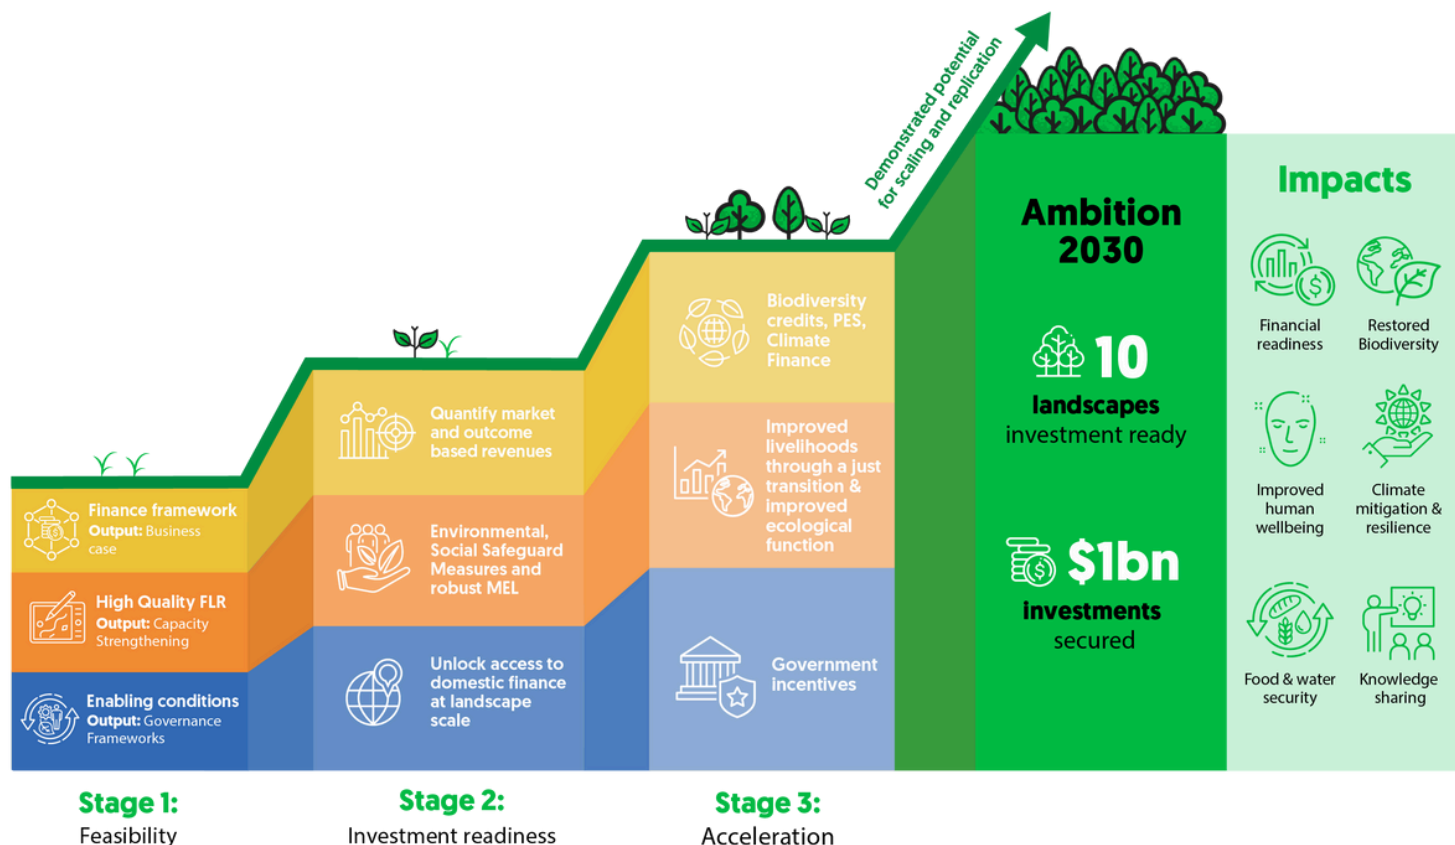 Demonstrated potential
for scaling and replication
Finance framework
Output: Business
case
High Quality FLR
Output: Capacity
Strengthening
Enabling conditions
Output: Governance
Frameworks
Stage 1:
Feasibility
Quantify market
and outcome
based revenues
Environmental,
Social Safeguard
Measures and
robust MEL
Unlock access to
domestic finance
at landscape
scale
Stage 2:
Investment readiness
Biodiversity
credits, PES,
Climate
Finance
Improved
livelihoods
through a just
transition &
improved
ecological
function
Government
incentives
Stage 3:
Acceleration
Ambition
2030
10
landscapes
investment ready
$1bn
investments
secured
Impacts
Financial
readiness
Restored
Biodiversity
Improved
human
wellbeing
Climate
mitigation &
resilience
Food & water
security
Knowledge
sharing